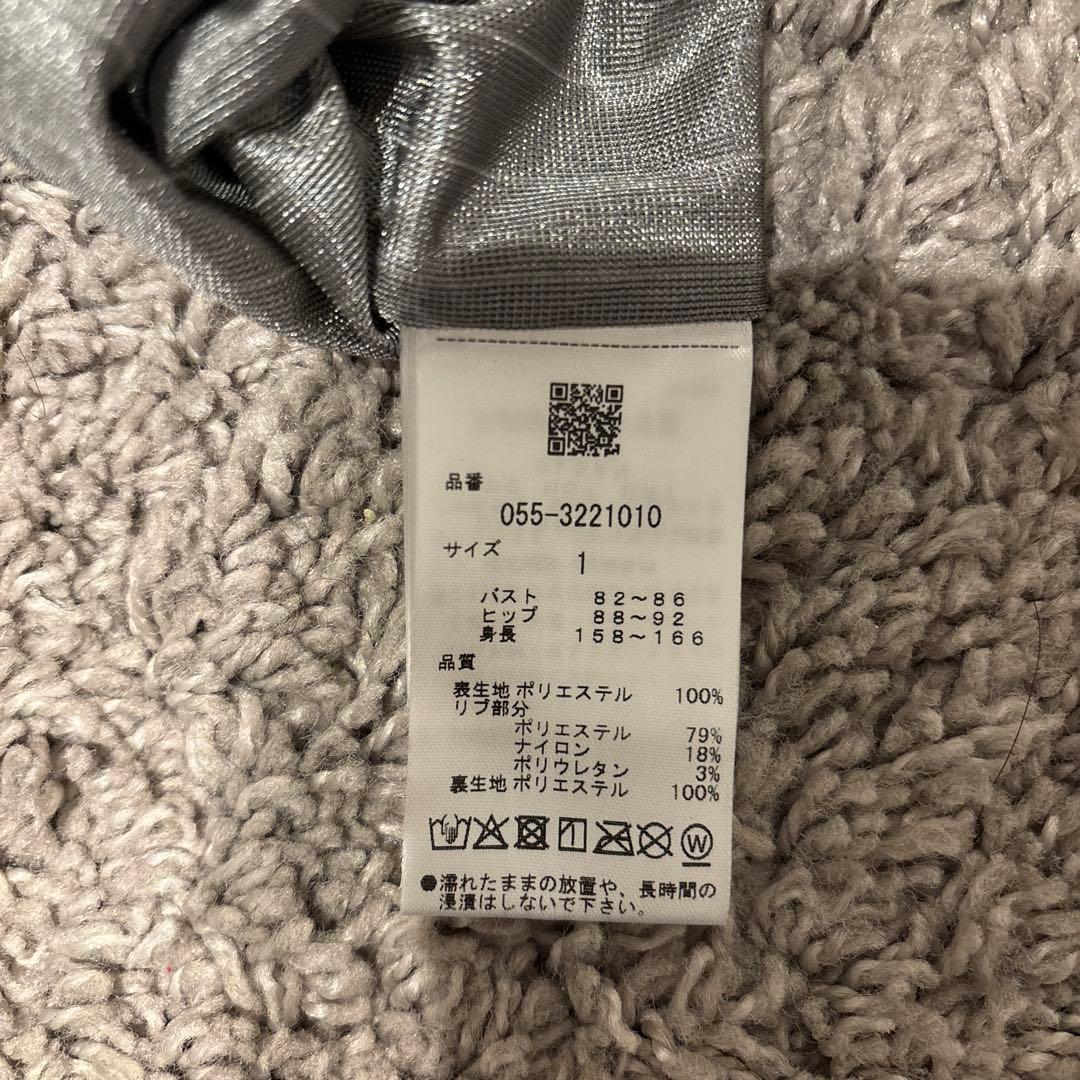 品番
055-3221010
サイズ
1
バスト 82～86
ヒップ 88～92
身長 158～166
品質
表生地 ポリエステル 100%
リブ部分
ポリエステル 79%
ナイロン 18%
ポリウレタン 3%
裏生地 ポリエステル 100%
W
●濡れたままの放置や、長時間の
浸漬はしないで下さい。